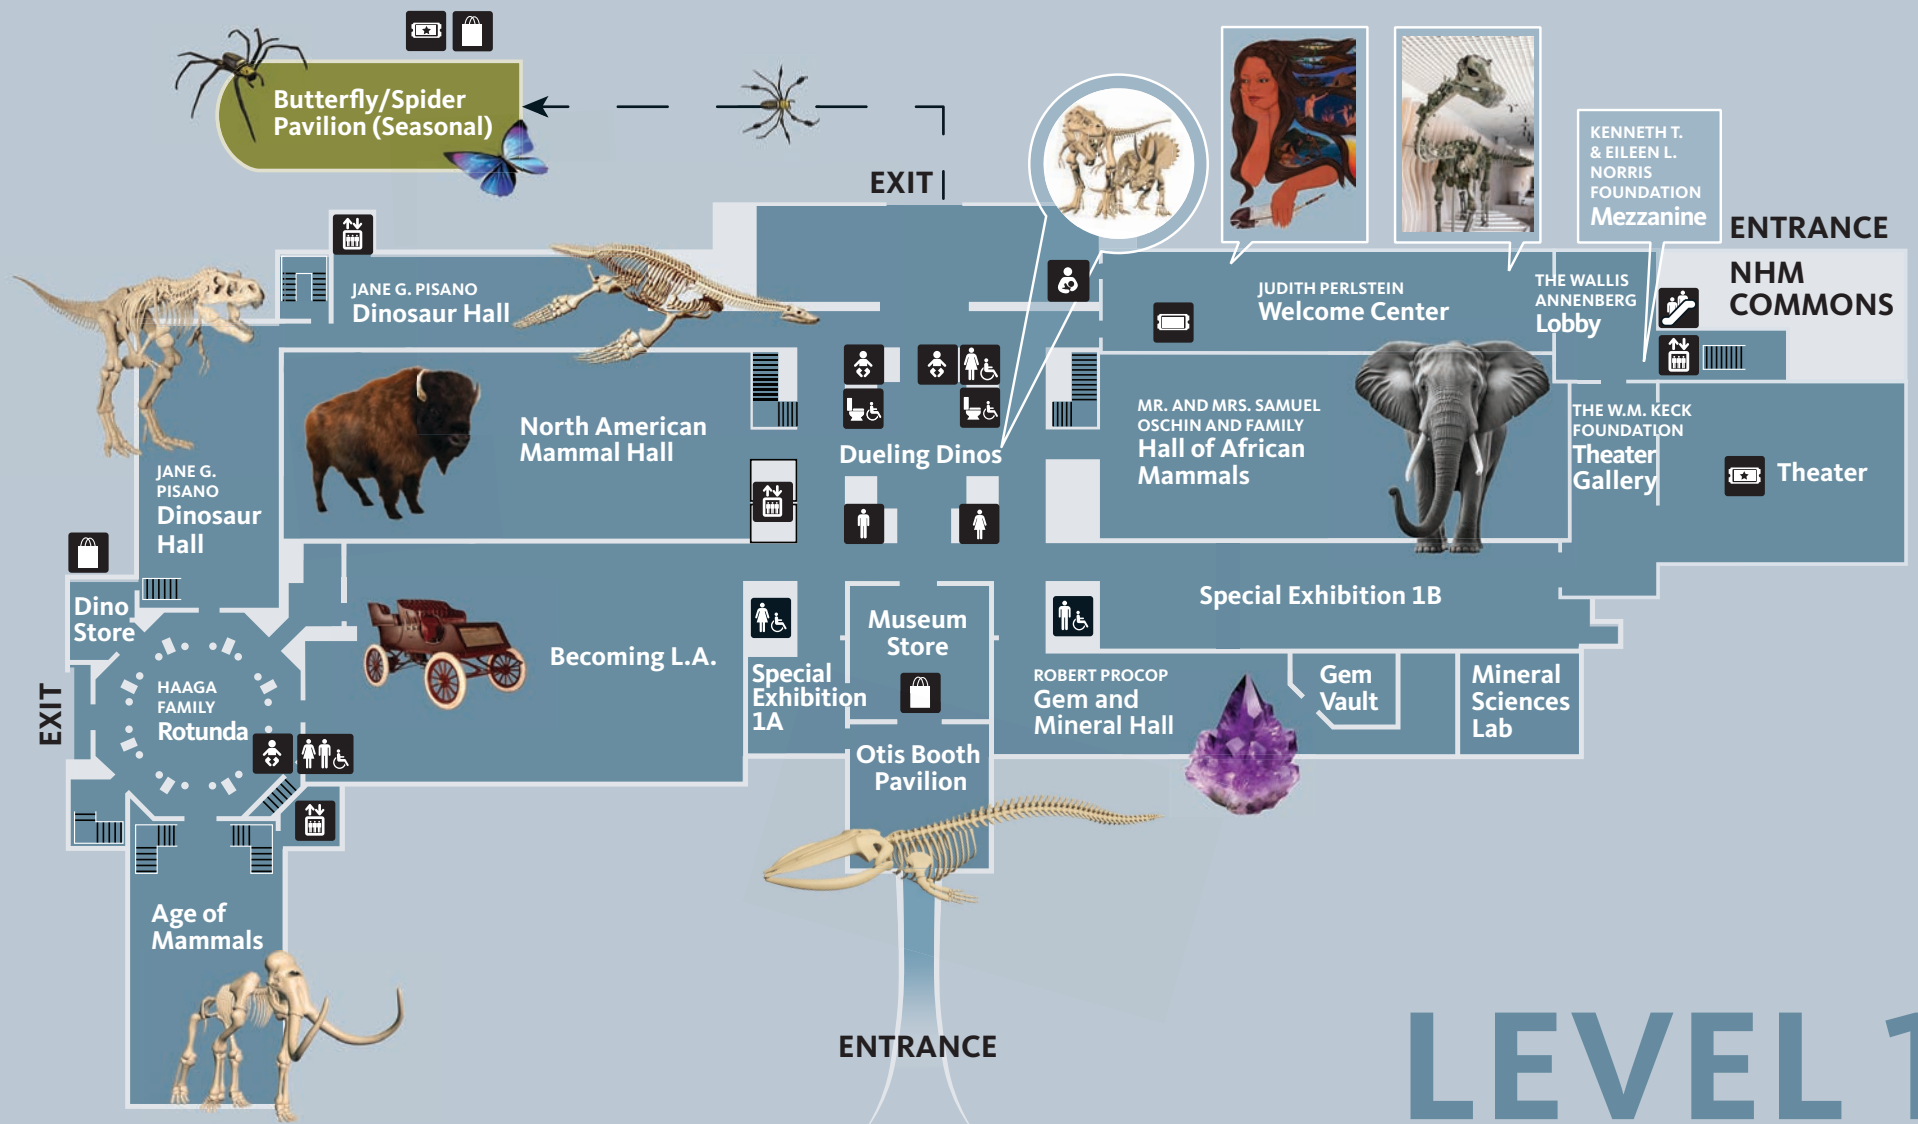 Butterfly/Spider
Pavilion (Seasonal)
EXIT
KENNETH T.
& EILEEN L.
NORRIS
FOUNDATION
Mezzanine
ENTRANCE
NHM
COMMONS
JANE G. PISANO
Dinosaur Hall
JUDITH PERLSTEIN
Welcome Center
THE WALLIS
ANNENBERG
Lobby
North American
Mammal Hall
Dueling Dinos
MR. AND MRS. SAMUEL
OSCHIN AND FAMILY
Hall of African
Mammals
THE W.M. KECK
FOUNDATION
Theater
Gallery
Theater
JANE G.
PISANO
Dinosaur
Hall
Dino
Store
HAAGA
FAMILY
Rotunda
EXIT
Becoming L.A.
Special
Exhibition
1A
Museum
Store
Otis Booth
Pavilion
Special Exhibition 1B
ROBERT PROCOP
Gem and
Mineral Hall
Gem
Vault
Mineral
Sciences
Lab
Age of
Mammals
ENTRANCE
LEVEL 1